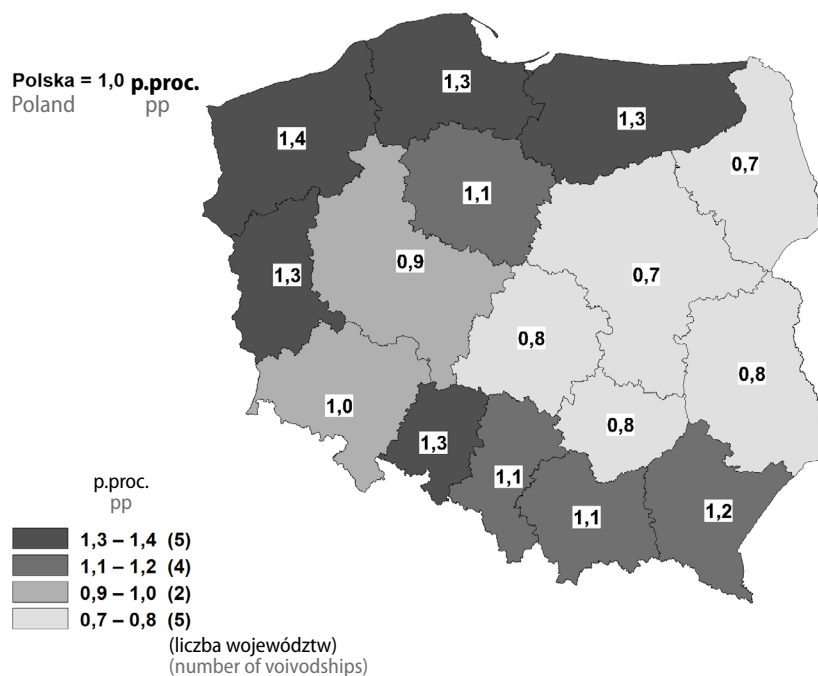 Polska = 1,0 p.proc.
Poland pp
1,3
1,3
1,4
0,7
1,1
0,9
1,3
0,7
0,8
0,8
1,0
0,8
1,3
1,1
1,1
1,2
p.proc.
pp
1,3 – 1,4 (5)
1,1 – 1,2 (4)
0,9 – 1,0 (2)
0,7 – 0,8 (5)
(liczba województw)
(number of voivodships)